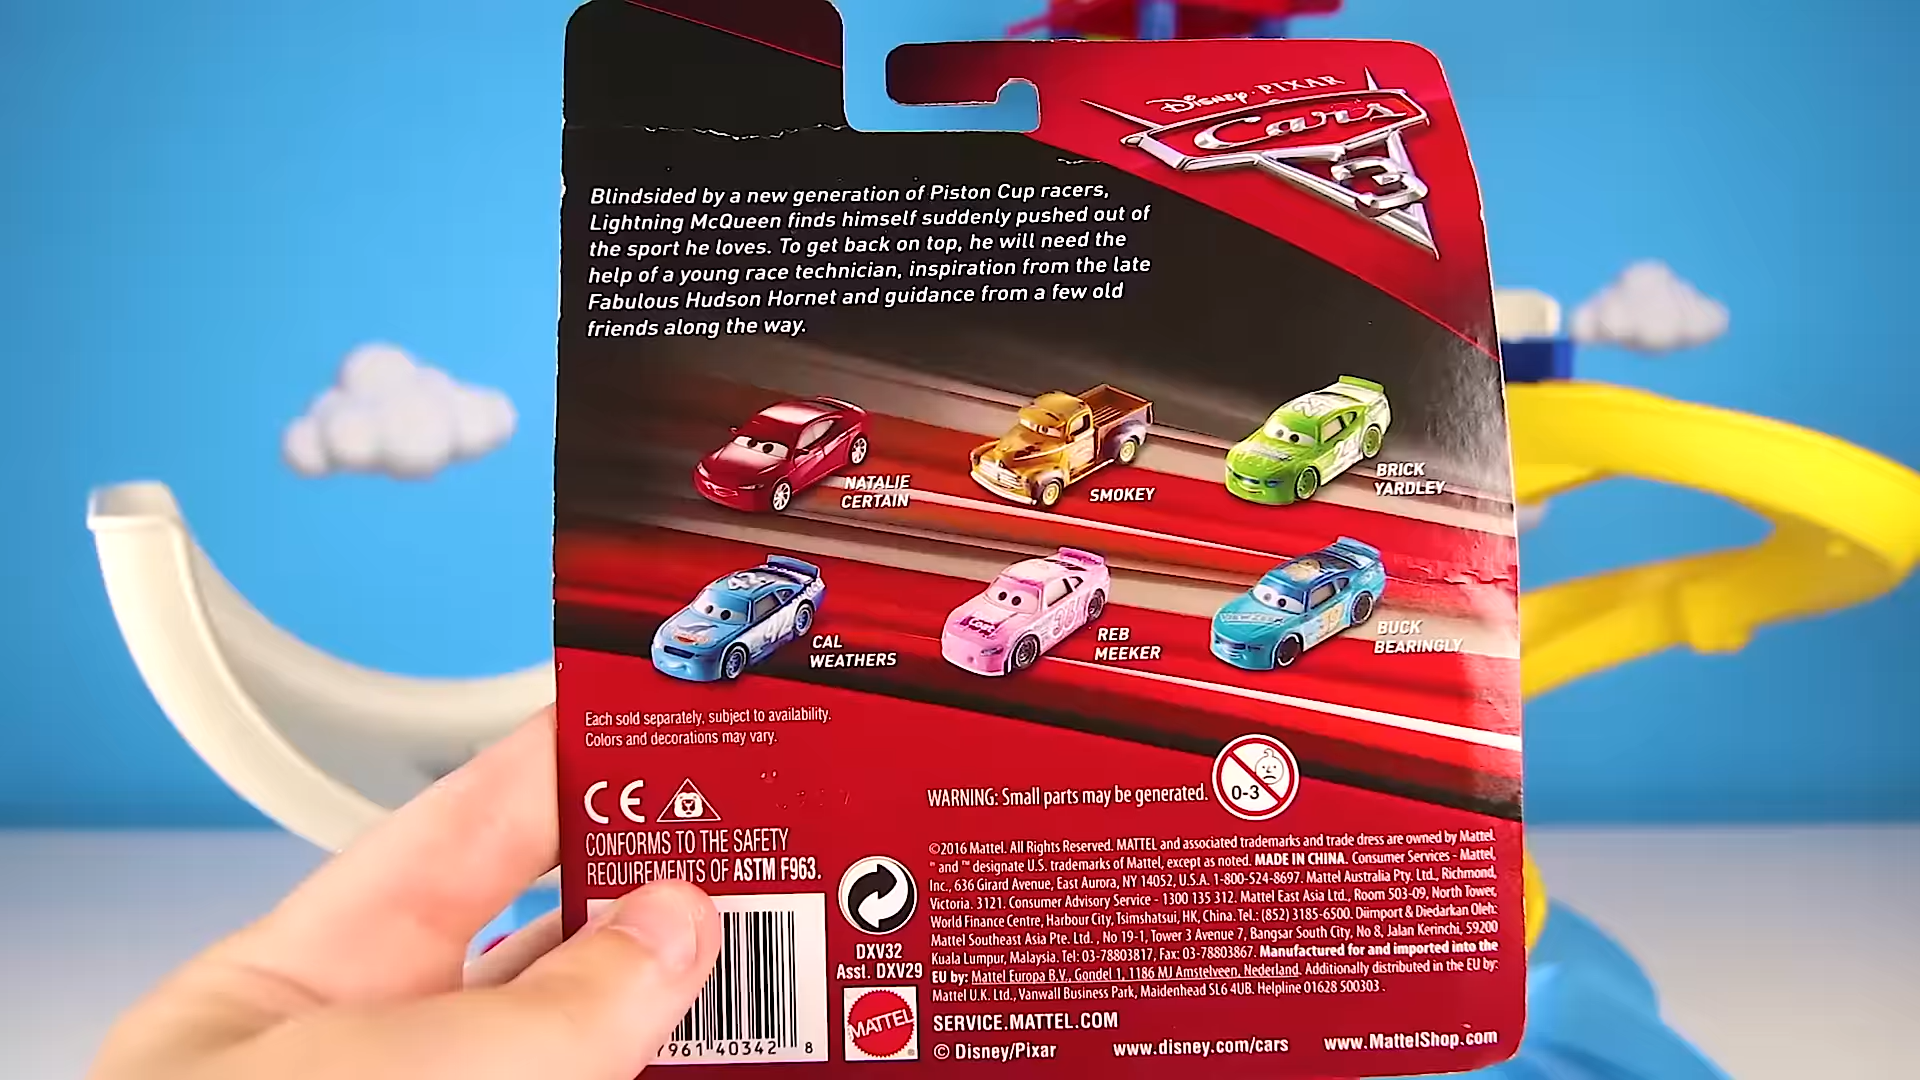 Disney·PIXAR
Cars
3
Blindsided by a new generation of Piston Cup racers,
Lightning McQueen finds himself suddenly pushed out of
the sport he loves. To get back on top, he will need the
help of a young race technician, inspiration from the late
Fabulous Hudson Hornet and guidance from a few old
friends along the way.
NATALIE
CERTAIN
SMOKEY
BRICK
YARDLEY
CAL
WEATHERS
REB
MEEKER
BUCK
BEARINGLY
Each sold separately, subject to availability.
Colors and decorations may vary.
CE
CONFORMS TO THE SAFETY
REQUIREMENTS OF ASTM F963.
WARNING: Small parts may be generated.
0-3
©2016 Mattel. All Rights Reserved. MATTEL and associated trademarks and trade dress are owned by Mattel.
® and ™ designate U.S. trademarks of Mattel, except as noted. MADE IN CHINA. Consumer Services - Mattel,
Inc., 636 Girard Avenue, East Aurora, NY 14052, U.S.A. 1-800-524-8697. Mattel Australia Pty. Ltd., Richmond,
Victoria. 3121. Consumer Advisory Service - 1300 135 312. Mattel East Asia Ltd., Room 503-09, North Tower,
World Finance Centre, Harbour City, Tsimshatsui, HK, China. Tel.: (852) 3185-6500. Diimport & Diedarkan Oleh:
Mattel Southeast Asia Pte. Ltd. , No 19-1, Tower 3 Avenue 7, Bangsar South City, No 8, Jalan Kerinchi, 59200
Kuala Lumpur, Malaysia. Tel: 03-78803817, Fax: 03-78803867. Manufactured for and imported into the
EU by: Mattel Europa B.V., Gondel 1, 1186 MJ Amstelveen, Nederland. Additionally distributed in the EU by:
Mattel U.K. Ltd., Vanwall Business Park, Maidenhead SL6 4UB. Helpline 01628 500303 .
DXV32
Asst. DXV29
MATTEL
SERVICE.MATTEL.COM
© Disney/Pixar
www.disney.com/cars
www.MattelShop.com
961 40342 8